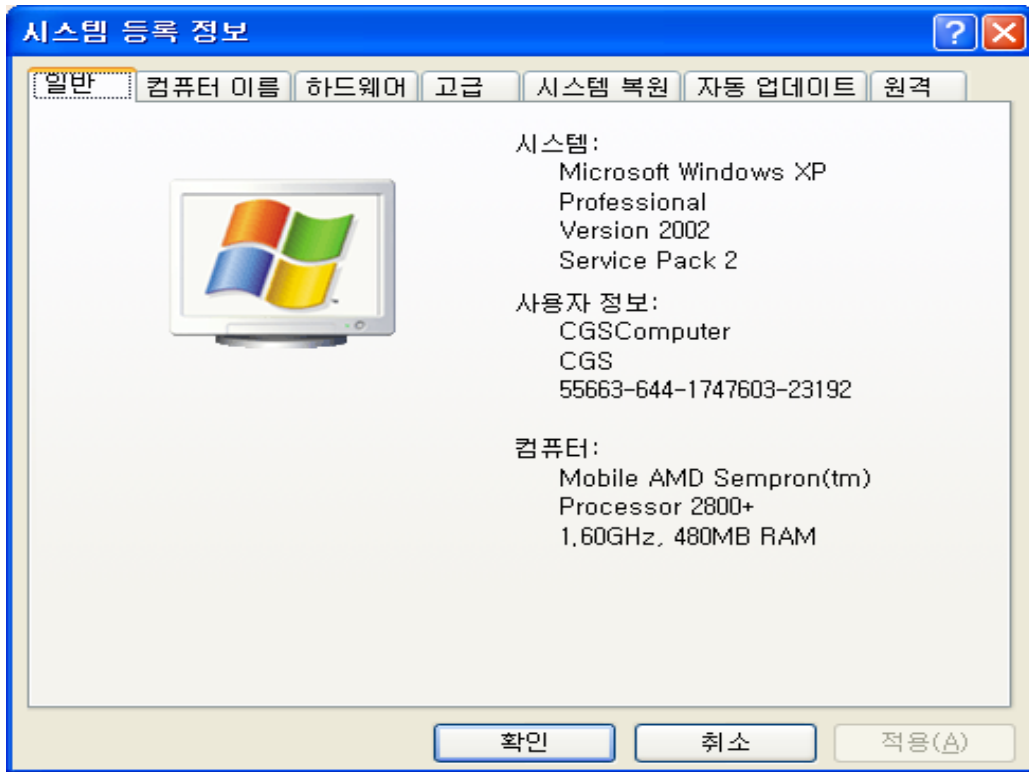 시스템 등록 정보
일반 컴퓨터 이름 하드웨어 고급 시스템 복원 자동 업데이트 원격
시스템:
Microsoft Windows XP
Professional
Version 2002
Service Pack 2
사용자 정보:
CGSComputer
CGS
55663-644-1747603-23192
컴퓨터:
Mobile AMD Sempron(tm)
Processor 2800+
1.60GHz, 480MB RAM
확인 취소 적용(A)